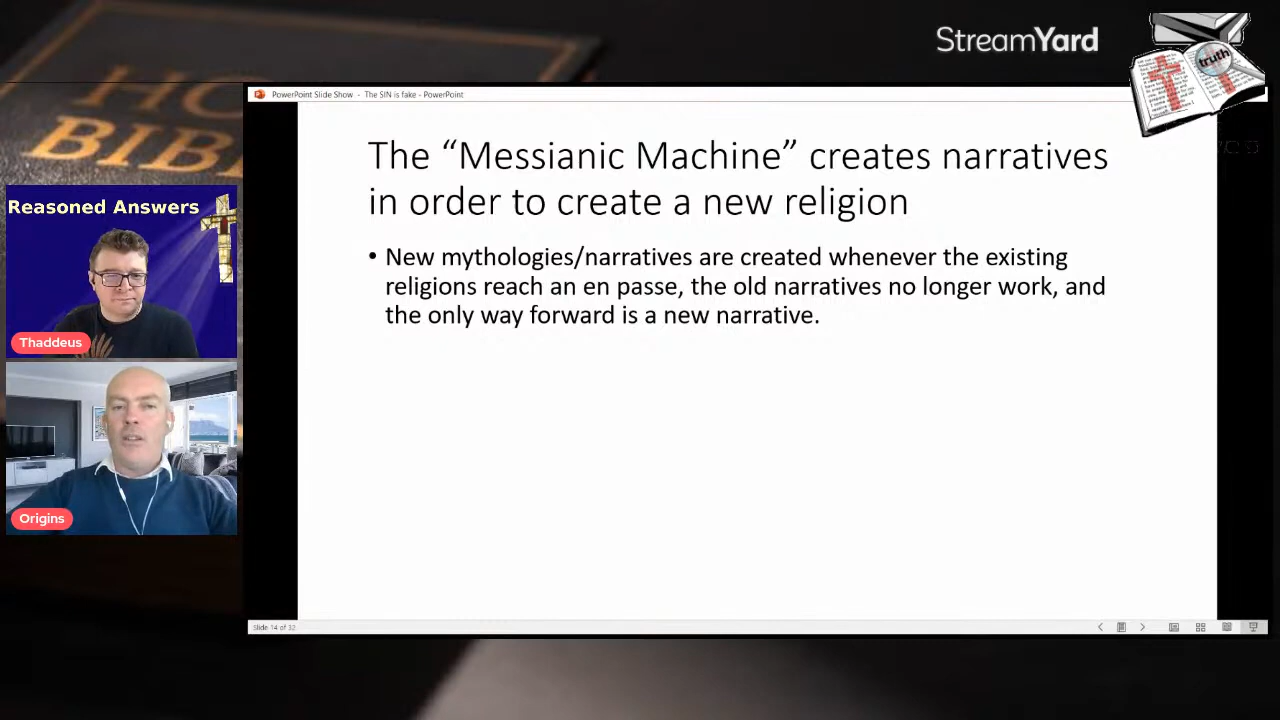 HO
BIB
StreamYard
truth
PowerPoint Slide Show - The SIN is fake - PowerPoint
The “Messianic Machine” creates narratives
in order to create a new religion
• New mythologies/narratives are created whenever the existing
religions reach an en passe, the old narratives no longer work, and
the only way forward is a new narrative.
Reasoned Answers
Thaddeus
Origins
Slide 14 of 32